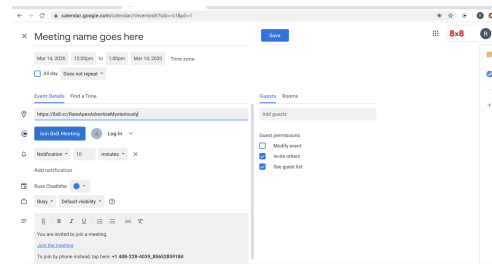 calendar.google.com/calendar/r/eventedit?tab=rc1&pli=1
Meeting name goes here
Save
8x8
R
Mar 14, 2020 12:00pm to 1:00pm Mar 14, 2020 Time zone
All day Does not repeat
Event Details Find a Time
Guests Rooms
https://8x8.vc/RareApesAdvertiseMysteriously
Add guests
Join 8x8 Meeting Log In
Guest permissions
Modify event
Notification 10 minutes
Invite others
See guest list
Add notification
Russ Chadinha
Busy Default visibility
B I U
You are invited to join a meeting.
Join the meeting
To join by phone instead, tap here: +1 408-228-4039,,8565285918#